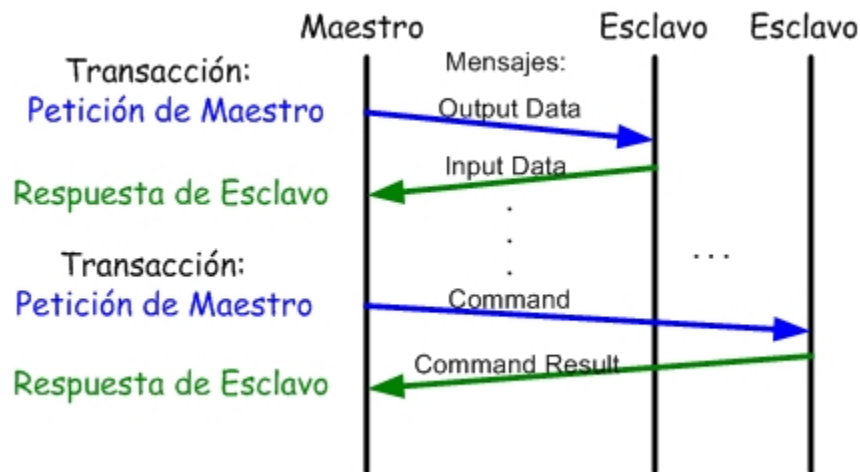 Maestro Esclavo Esclavo
Transacción: Mensajes:
Petición de Maestro Output Data
Input Data
Respuesta de Esclavo
. . .
Transacción:
Petición de Maestro Command
Command Result
Respuesta de Esclavo